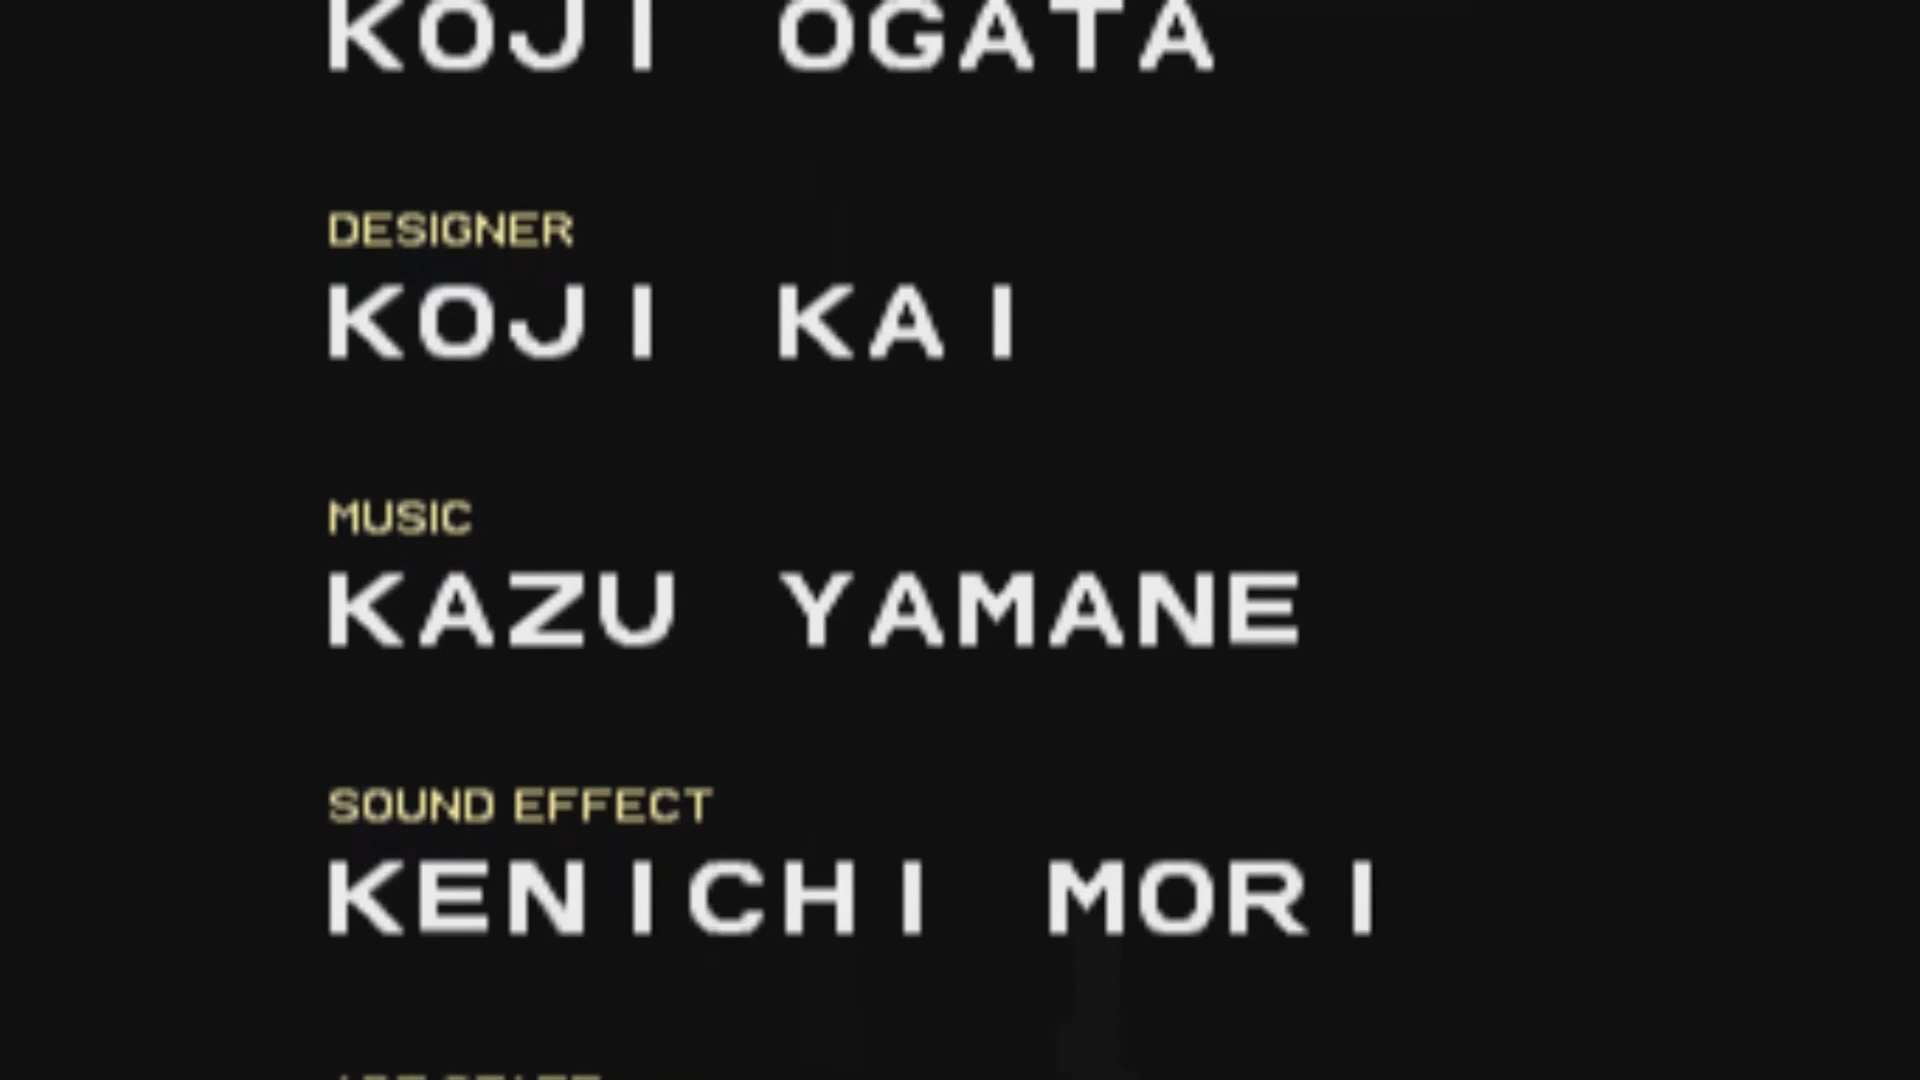 KOJI OGATA
DESIGNER
KOJI KAI
MUSIC
KAZU YAMANE
SOUND EFFECT
KENICHI MORI